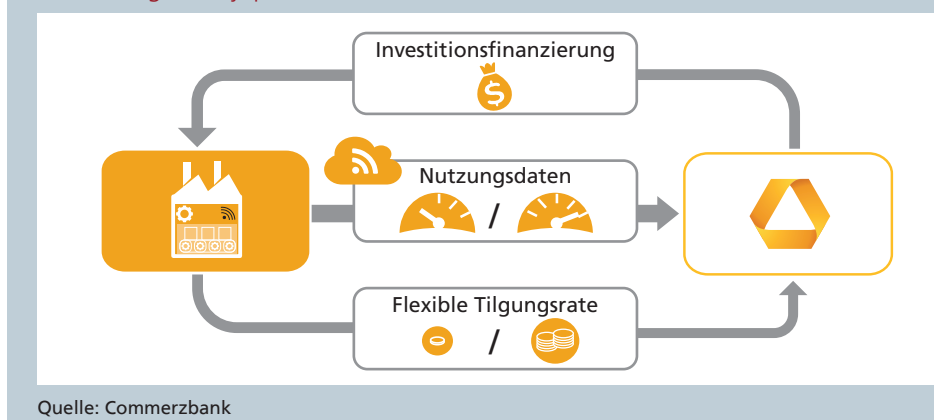 Investitionsfinanzierung
$
Nutzungsdaten
/
Flexible Tilgungsrate
/
Quelle: Commerzbank